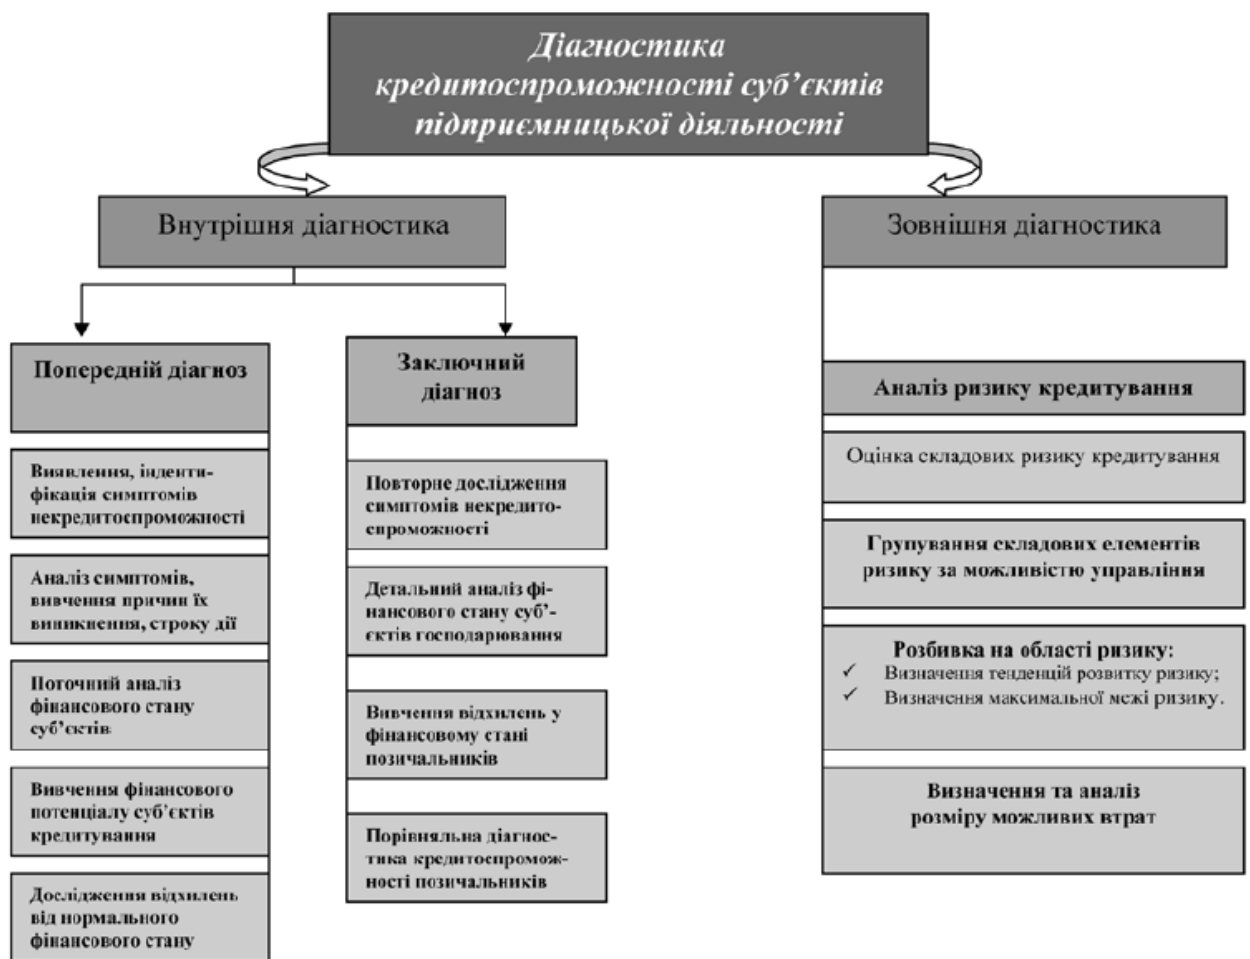 Діагностика
кредитоспроможності суб’єктів
підприємницької діяльності
Внутрішня діагностика
Зовнішня діагностика
Попередній діагноз
Виявлення, іденти-
фікація симптомів
некредитоспроможності
Аналіз симптомів,
вивчення причин їх
виникнення, строку дії
Поточний аналіз
фінансового стану
суб’єктів
Вивчення фінансового
потенціалу суб’єктів
кредитування
Дослідження відхилень
від нормального
фінансового стану
Заключний
діагноз
Повторне дослідження
симптомів некредито-
спроможності
Детальний аналіз фі-
нансового стану суб’-
єктів господарювання
Вивчення відхилень у
фінансовому стані
позичальників
Порівняльна діагнос-
тика кредитоспромож-
ності позичальників
Аналіз ризику кредитування
Оцінка складових ризику кредитування
Групування складових елементів
ризику за можливістю управління
Розбивка на області ризику:
✓ Визначення тенденцій розвитку ризику;
✓ Визначення максимальної межі ризику.
Визначення та аналіз
розміру можливих втрат